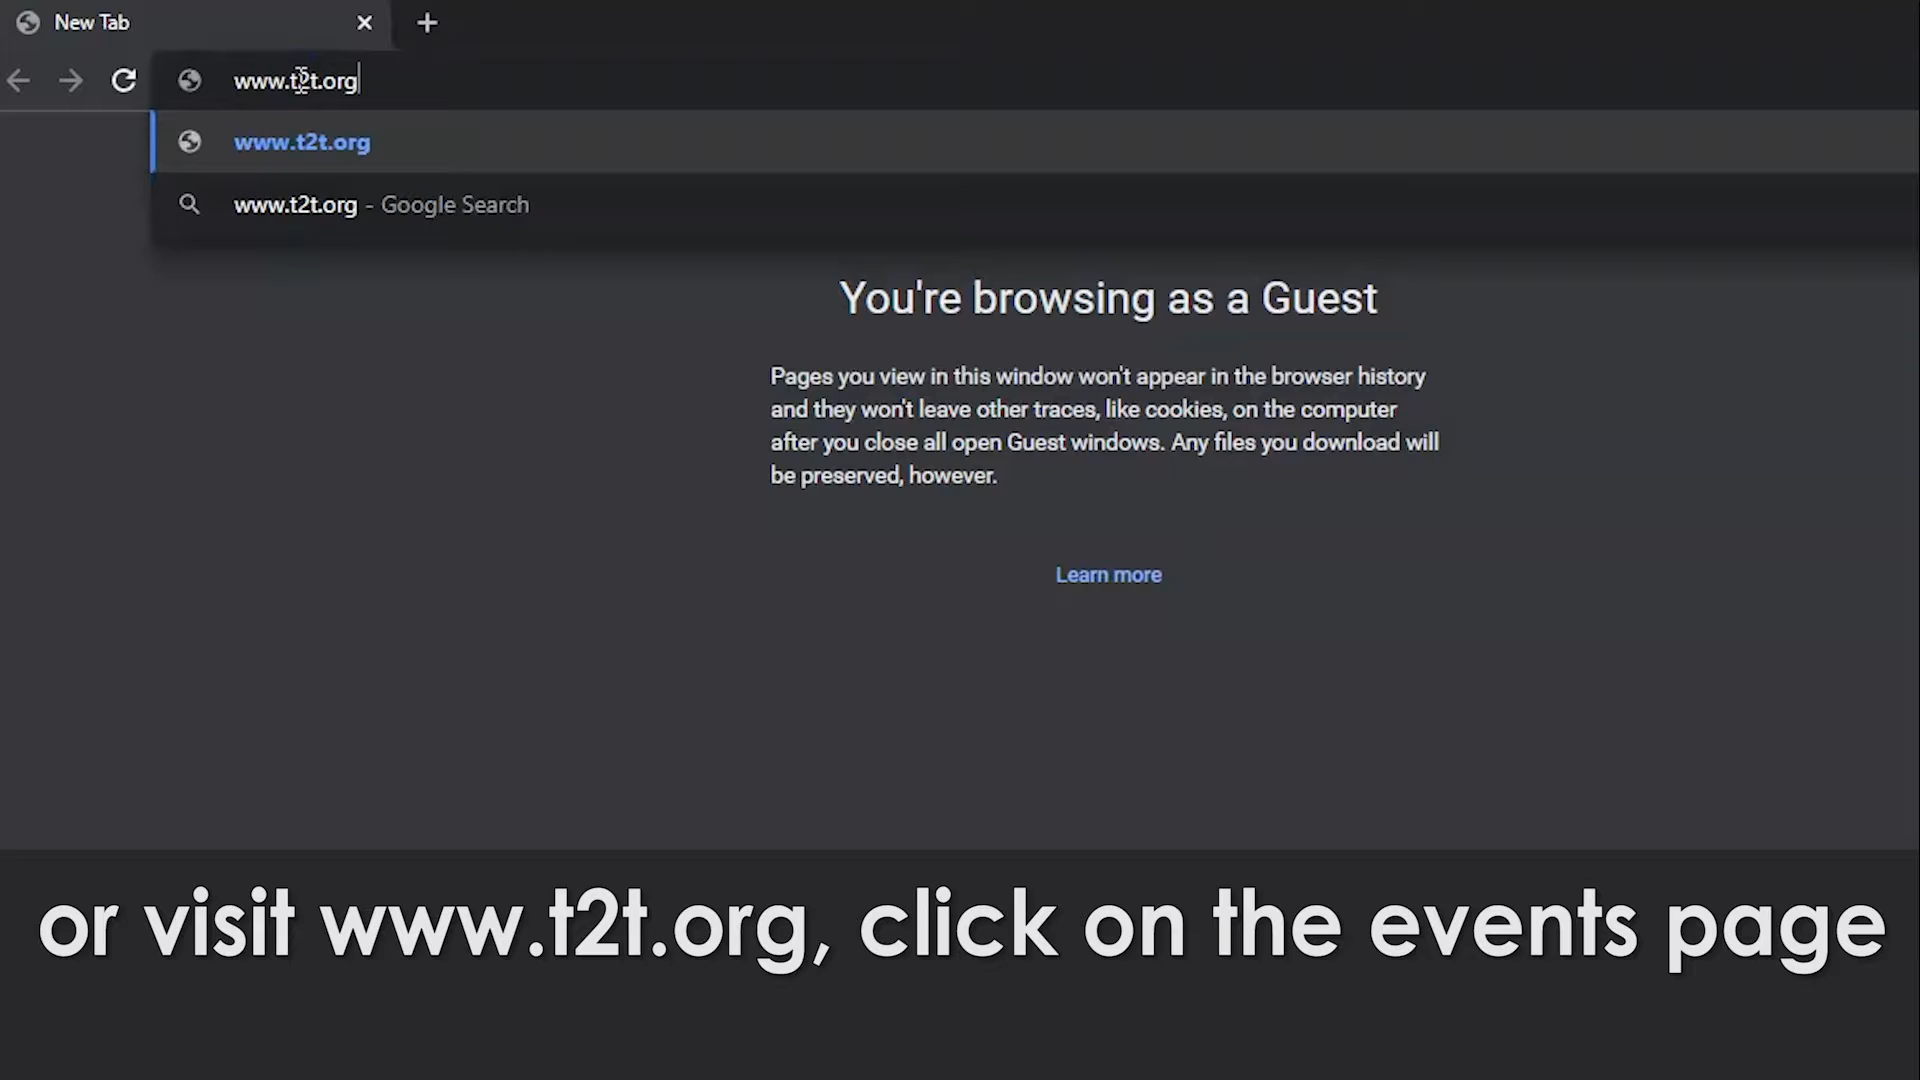 New Tab
www.t2t.org
www.t2t.org
www.t2t.org - Google Search
You're browsing as a Guest
Pages you view in this window won't appear in the browser history
and they won't leave other traces, like cookies, on the computer
after you close all open Guest windows. Any files you download will
be preserved, however.
Learn more
or visit www.t2t.org, click on the events page